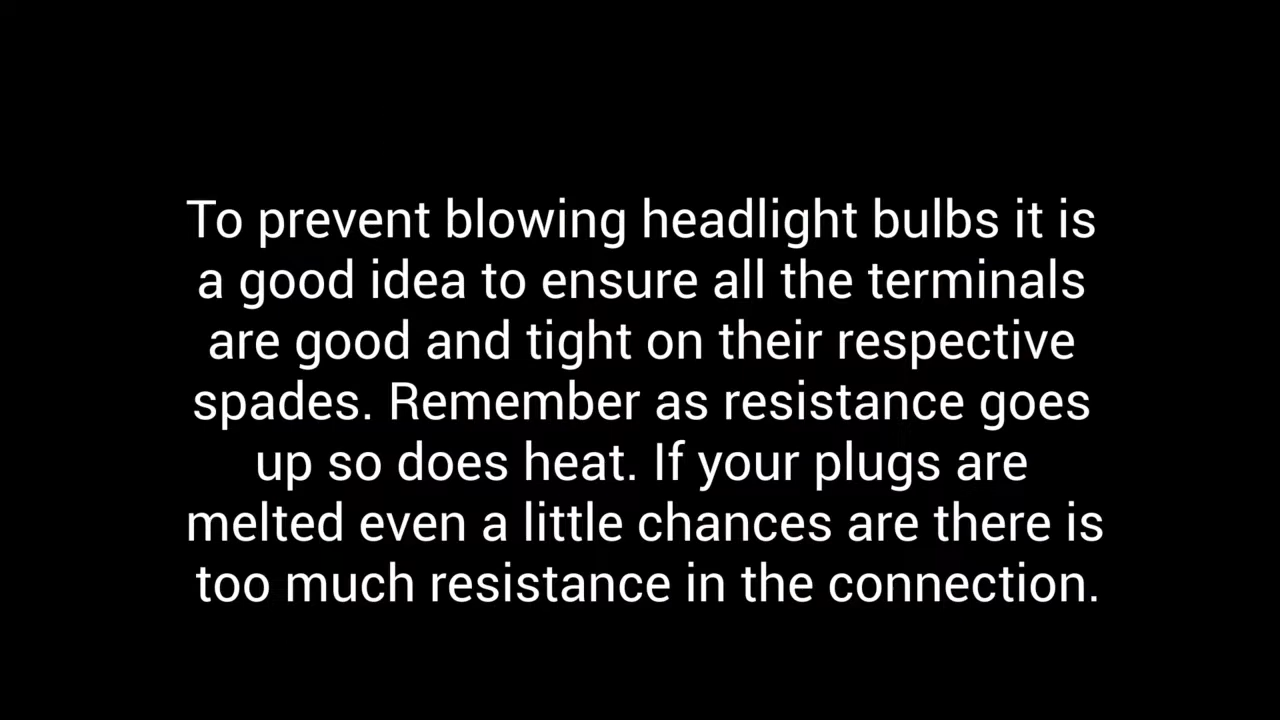 To prevent blowing headlight bulbs it is
a good idea to ensure all the terminals
are good and tight on their respective
spades. Remember as resistance goes
up so does heat. If your plugs are
melted even a little chances are there is
too much resistance in the connection.